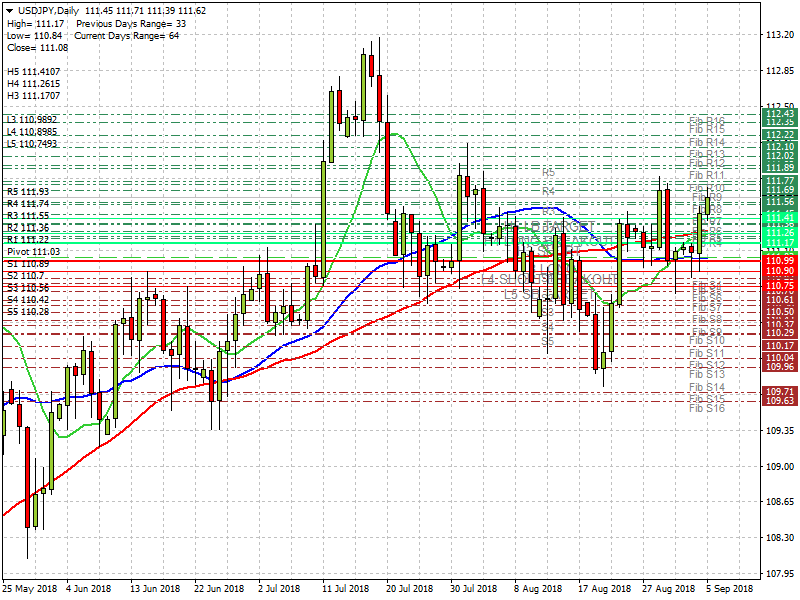 USDJPY,Daily 111.45 111.71 111.39 111.62
High= 111.17 Previous Days Range= 33
Low= 110.84 Current Days Range= 64
Close= 111.08
H5 111.4107
H4 111.2615
H3 111.1707
L3 110.9892
L4 110.8985
L5 110.7493
R5 111.93
R4 111.74
R3 111.55
R2 111.36
R1 111.22
Pivot 111.03
S1 110.89
S2 110.7
S3 110.56
S4 110.42
S5 110.28
R5
R4
S4
S5
Fib R16
Fib R15
Fib R14
Fib R13
Fib R12
Fib R11
Fib S10
Fib S11
Fib S12
Fib S13
Fib S14
Fib S15
Fib S16
113.20
112.85
112.50
112.43
112.35
112.22
112.10
112.02
111.89
111.77
111.69
111.56
111.41
111.26
111.17
110.99
110.90
110.75
110.61
110.50
110.37
110.29
110.17
110.04
109.96
109.71
109.63
109.35
109.00
108.65
108.30
107.95
25 May 2018 4 Jun 2018 13 Jun 2018 22 Jun 2018 2 Jul 2018 11 Jul 2018 20 Jul 2018 30 Jul 2018 8 Aug 2018 17 Aug 2018 27 Aug 2018 5 Sep 2018